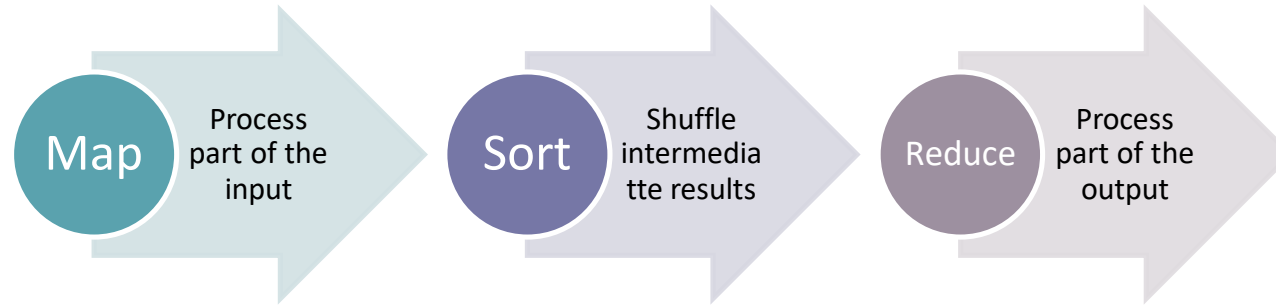 Map
Process
part of the
input
Sort
Shuffle
intermedia
tte results
Reduce
Process
part of the
output